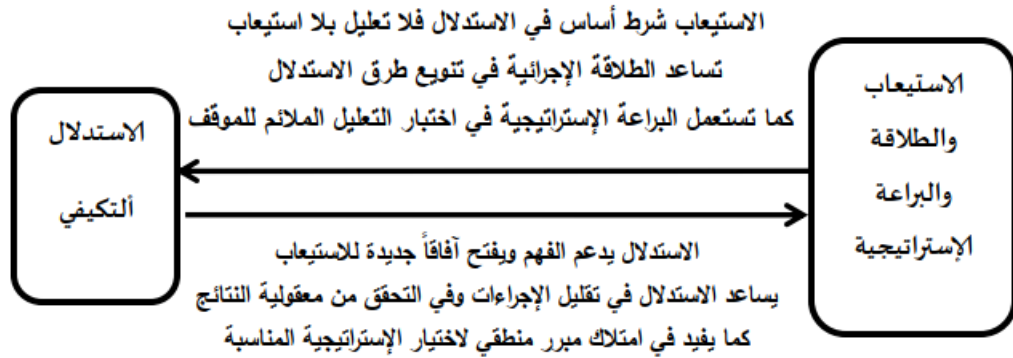 الاستيعاب شرط أساس في الاستدلال فلا تعليل بلا استيعاب
تساعد الطلاقة الإجرائية في تنويع طرق الاستدلال
كما تستعمل البراعة الإستراتيجية في اختبار التعليل الملائم للموقف
الاستيعاب
والطلاقة
والبراعة
الإستراتيجية
الاستدلال
ألتكيفي
الاستدلال يدعم الفهم ويفتح آفاقاً جديدة للاستيعاب
يساعد الاستدلال في تقليل الإجراءات وفي التحقق من معقولية النتائج
كما يفيد في امتلاك مبرر منطقي لاختيار الإستراتيجية المناسبة